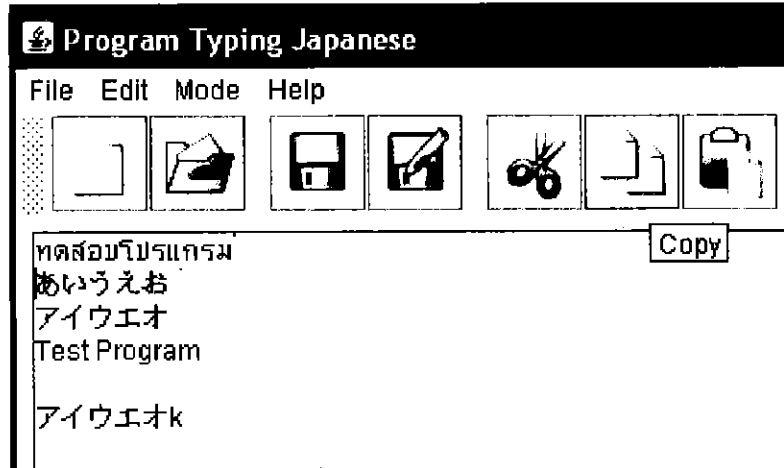 Program Typing Japanese
File Edit Mode Help
Copy
ทดสอบโปรแกรม
あいうえお
アイウエオ
Test Program
アイウエオk